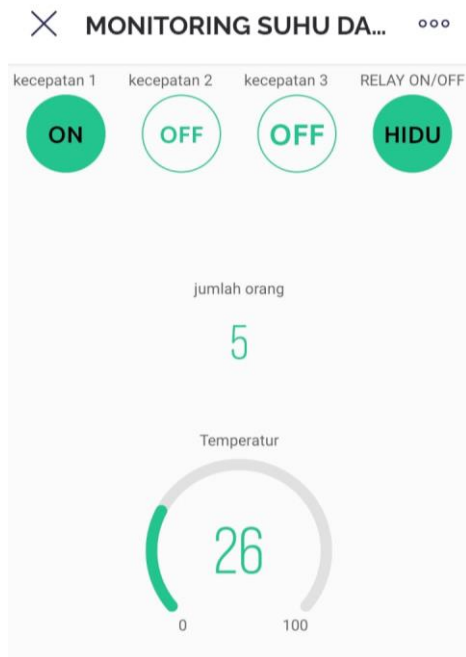 MONITORING SUHU DA...
kecepatan 1 kecepatan 2 kecepatan 3 RELAY ON/OFF
ON OFF OFF HIDU
jumlah orang
5
Temperatur
26
0 100